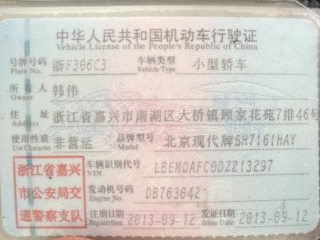 中华人民共和国机动车行驶证
Vehicle License of the People's Republic of China
号牌号码 浙F386C3 车辆类型 小型轿车
Plate No. Vehicle Type
所有人 韩伟
Owner
住址 浙江省嘉兴市南湖区大桥镇顾家花苑7排46号
Address
使用性质 非营运 品牌型号 北京现代牌BH7161HAY
Use Character Model
浙江省嘉兴
市公安局交
通警察支队
车辆识别代号 LBEMDAFC0DZ213297
VIN
发动机号码 DB763042
Engine No.
注册日期 2013-09-12 发证日期 2013-09-12
Register Date Issue Date